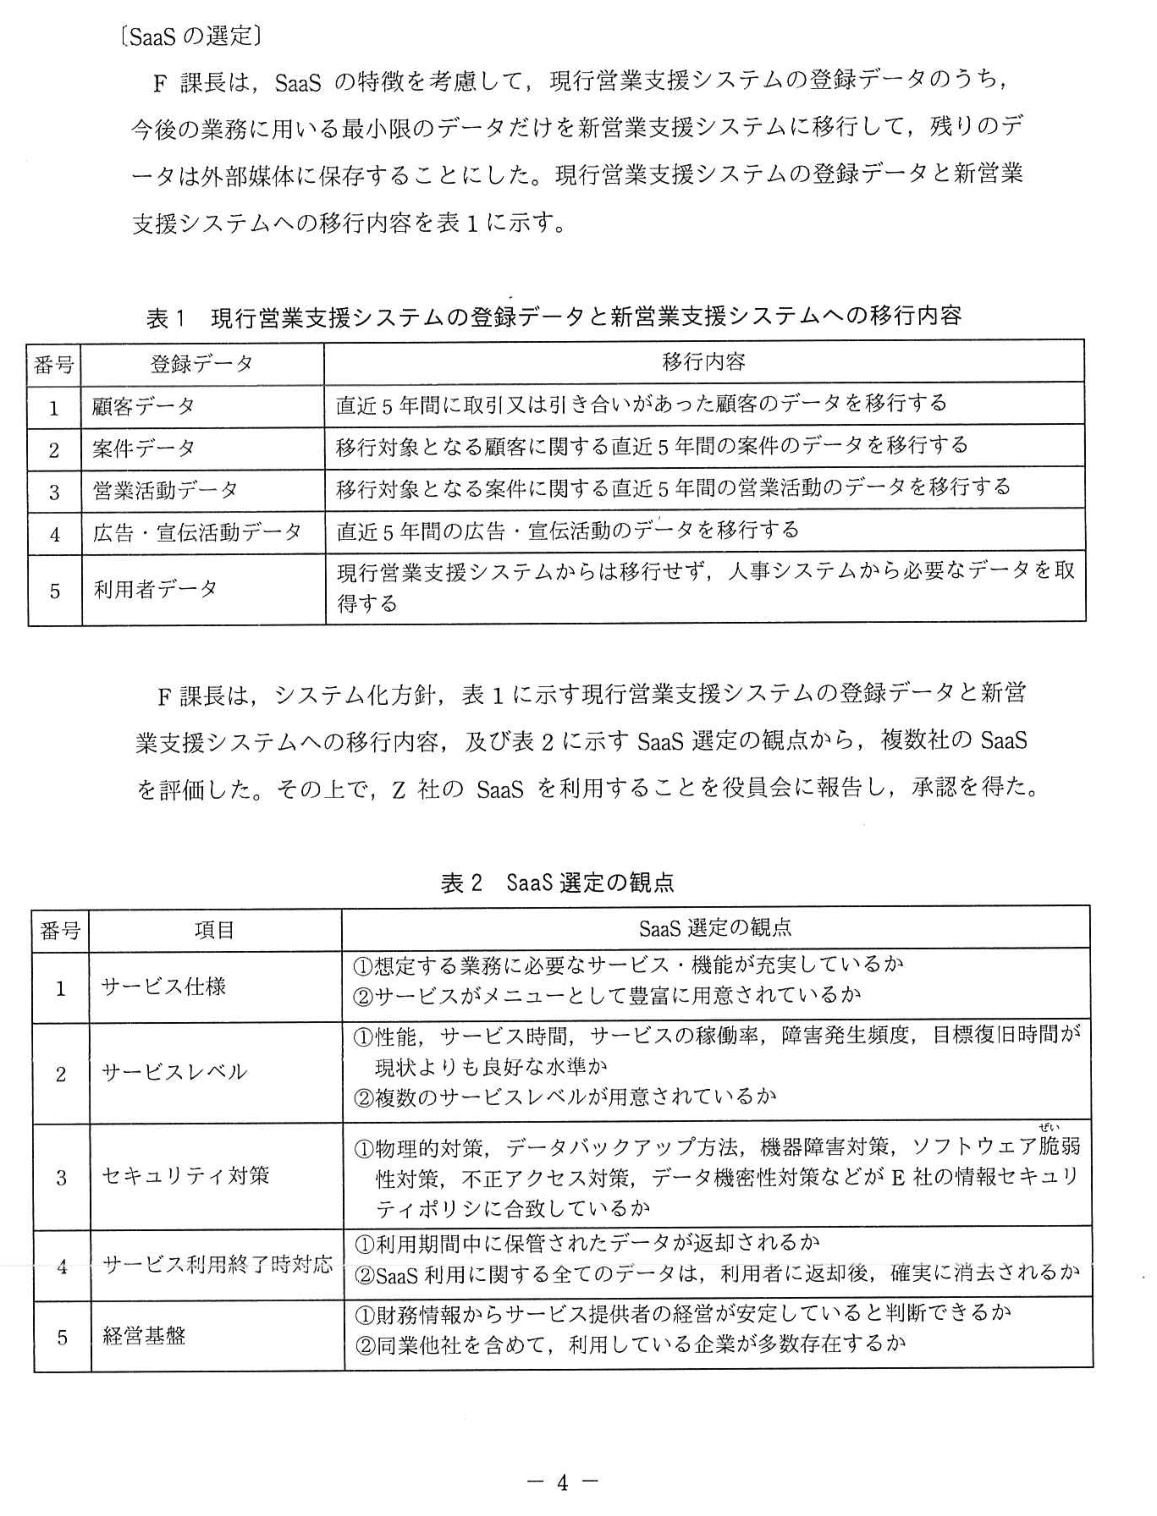 〔SaaS の選定〕
F 課長は，SaaS の特徴を考慮して，現行営業支援システムの登録データのうち，
今後の業務に用いる最小限のデータだけを新営業支援システムに移行して，残りのデ
ータは外部媒体に保存することにした。現行営業支援システムの登録データと新営業
支援システムへの移行内容を表 1 に示す。
表 1　現行営業支援システムの登録データと新営業支援システムへの移行内容
番号 登録データ 移行内容
1 顧客データ 直近 5 年間に取引又は引き合いがあった顧客のデータを移行する
2 案件データ 移行対象となる顧客に関する直近 5 年間の案件のデータを移行する
3 営業活動データ 移行対象となる案件に関する直近 5 年間の営業活動のデータを移行する
4 広告・宣伝活動データ 直近 5 年間の広告・宣伝活動のデータを移行する
5 利用者データ 現行営業支援システムからは移行せず，人事システムから必要なデータを取
得する
F 課長は，システム化方針，表 1 に示す現行営業支援システムの登録データと新営
業支援システムへの移行内容，及び表 2 に示す SaaS 選定の観点から，複数社の SaaS
を評価した。その上で，Z 社の SaaS を利用することを役員会に報告し，承認を得た。
表 2　SaaS 選定の観点
番号 項目 SaaS 選定の観点
1 サービス仕様 ①想定する業務に必要なサービス・機能が充実しているか
②サービスがメニューとして豊富に用意されているか
2 サービスレベル ①性能，サービス時間，サービスの稼働率，障害発生頻度，目標復旧時間が
現状よりも良好な水準か
②複数のサービスレベルが用意されているか
ぜい
3 セキュリティ対策 ①物理的対策，データバックアップ方法，機器障害対策，ソフトウェア脆弱
性対策，不正アクセス対策，データ機密性対策などが E 社の情報セキュリ
ティポリシに合致しているか
4 サービス利用終了時対応 ①利用期間中に保管されたデータが返却されるか
②SaaS 利用に関する全てのデータは，利用者に返却後，確実に消去されるか
5 経営基盤 ①財務情報からサービス提供者の経営が安定していると判断できるか
②同業他社を含めて，利用している企業が多数存在するか
－ 4 －